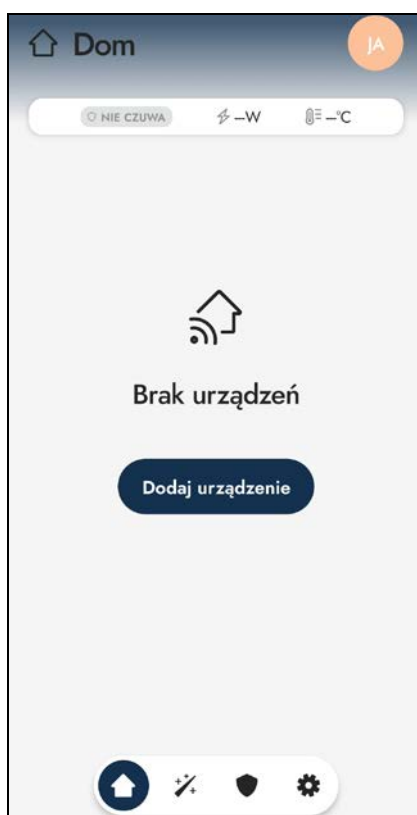 Dom
JA
NIE CZUWA –W –°C
Brak urządzeń
Dodaj urządzenie